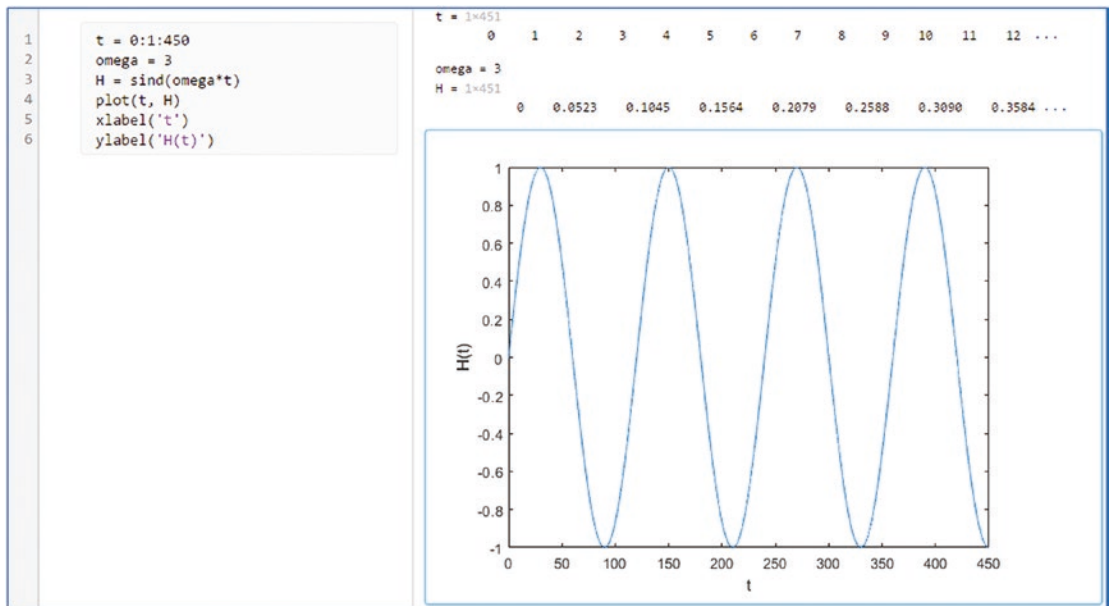 1 t = 0:1:450
2 omega = 3
3 H = sind(omega*t)
4 plot(t, H)
5 xlabel('t')
6 ylabel('H(t)')
t = 1×451
0 1 2 3 4 5 6 7 8 9 10 11 12 ...
omega = 3
H = 1×451
0 0.0523 0.1045 0.1564 0.2079 0.2588 0.3090 0.3584 ...
1
0.8
0.6
0.4
0.2
0
-0.2
-0.4
-0.6
-0.8
-1
H(t)
0 50 100 150 200 250 300 350 400 450
t